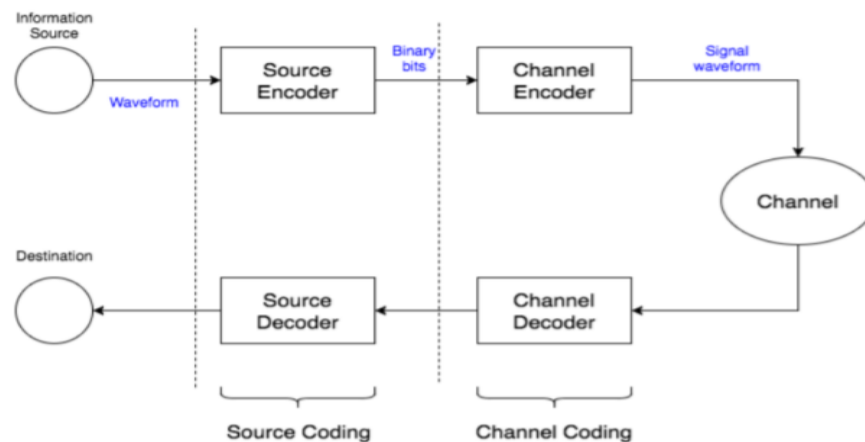 Information
Source
Waveform
Source
Encoder
Binary
bits
Channel
Encoder
Signal
waveform
Channel
Destination
Source
Decoder
Channel
Decoder
Source Coding
Channel Coding